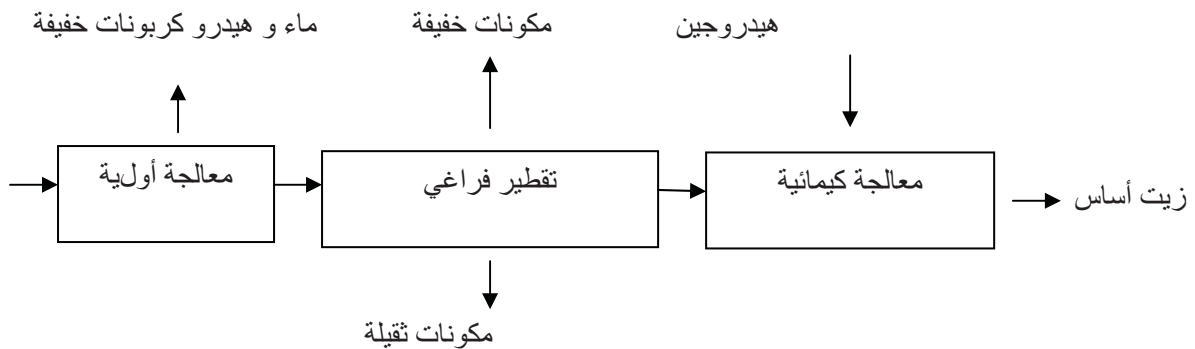 هيدروجين
مكونات خفيفة
ماء و هيدرو كربونات خفيفة
معالجة أولية
تقطير فراغي
معالجة كيمائية
زيت أساس
مكونات ثقيلة